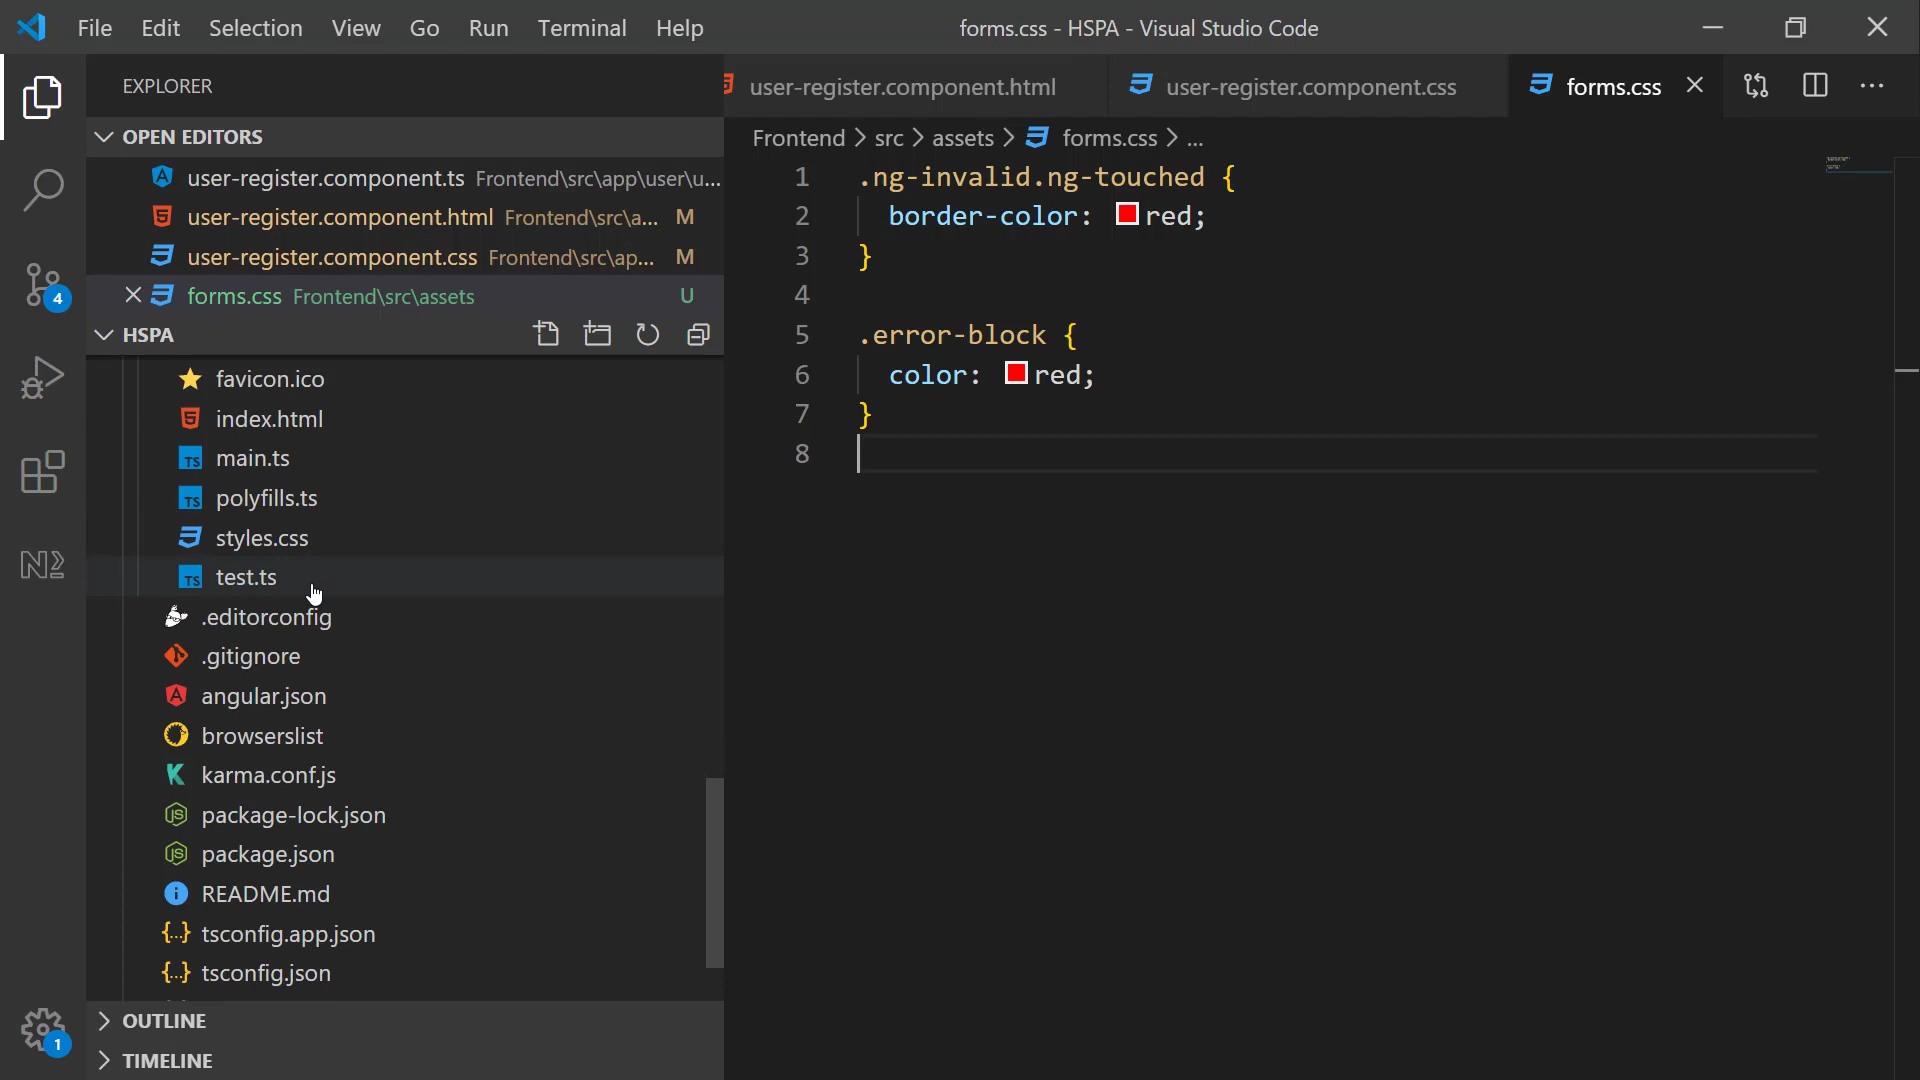 File Edit Selection View Go Run Terminal Help forms.css - HSPA - Visual Studio Code
EXPLORER
user-register.component.html user-register.component.css forms.css
OPEN EDITORS
user-register.component.ts Frontend\src\app\user\u...
user-register.component.html Frontend\src\a... M
user-register.component.css Frontend\src\ap... M
forms.css Frontend\src\assets U
HSPA
favicon.ico
index.html
main.ts
polyfills.ts
styles.css
test.ts
.editorconfig
.gitignore
angular.json
browserslist
karma.conf.js
package-lock.json
package.json
README.md
tsconfig.app.json
tsconfig.json
OUTLINE
TIMELINE
4
1
Frontend > src > assets > forms.css > ...
1 .ng-invalid.ng-touched {
2 border-color: red;
3 }
4
5 .error-block {
6 color: red;
7 }
8